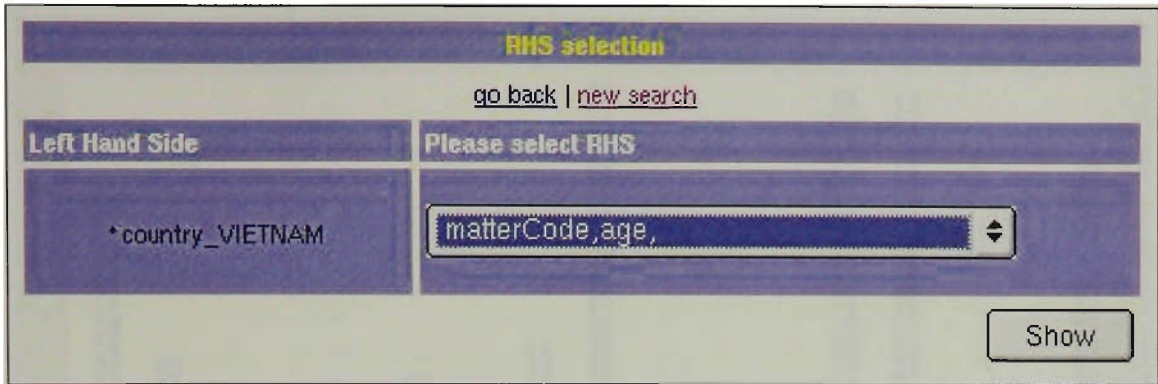 RHS selection
go back | new search
Left Hand Side
Please select RHS
*country_VIETNAM
matterCode,age,
Show